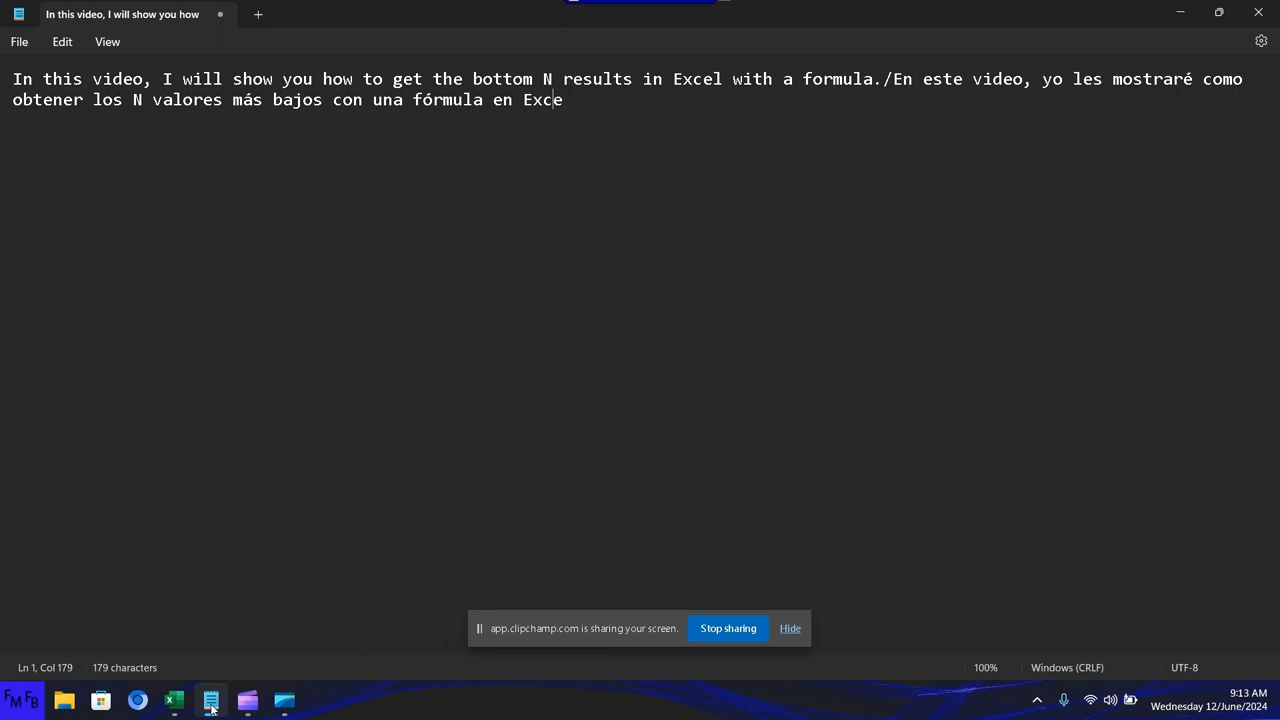 In this video, I will show you how
File
Edit
View
In this video, I will show you how to get the bottom N results in Excel with a formula./En este video, yo les mostraré como
obtener los N valores más bajos con una fórmula en Exce
app.clipchamp.com is sharing your screen.
Stop sharing
Hide
Ln 1, Col 179
179 characters
100%
Windows (CRLF)
UTF-8
FM FB
9:13 AM
Wednesday 12/June/2024